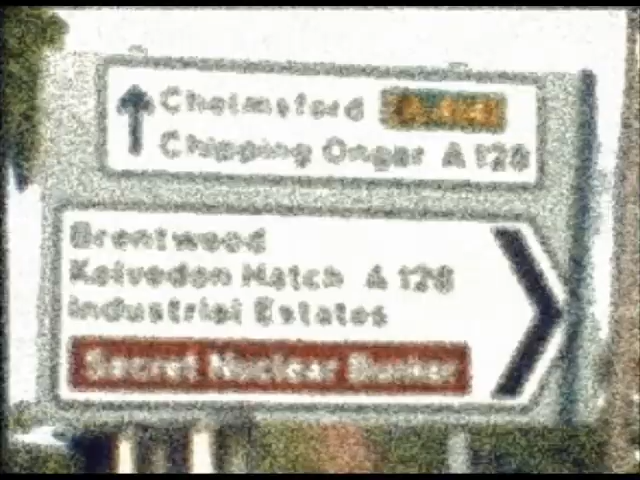 Chelmsford
Chipping Ongar A 128
Brentwood
Kelvedon Hatch A 128
Industrial Estates
Secret Nuclear Bunker